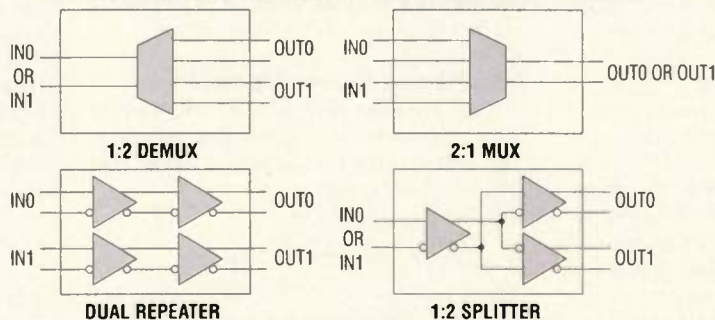 IN0
OR
IN1
OUT0
OUT1
1:2 DEMUX
IN0
IN1
OUT0 OR OUT1
2:1 MUX
IN0
IN1
OUT0
OUT1
DUAL REPEATER
IN0
OR
IN1
OUT0
OUT1
1:2 SPLITTER